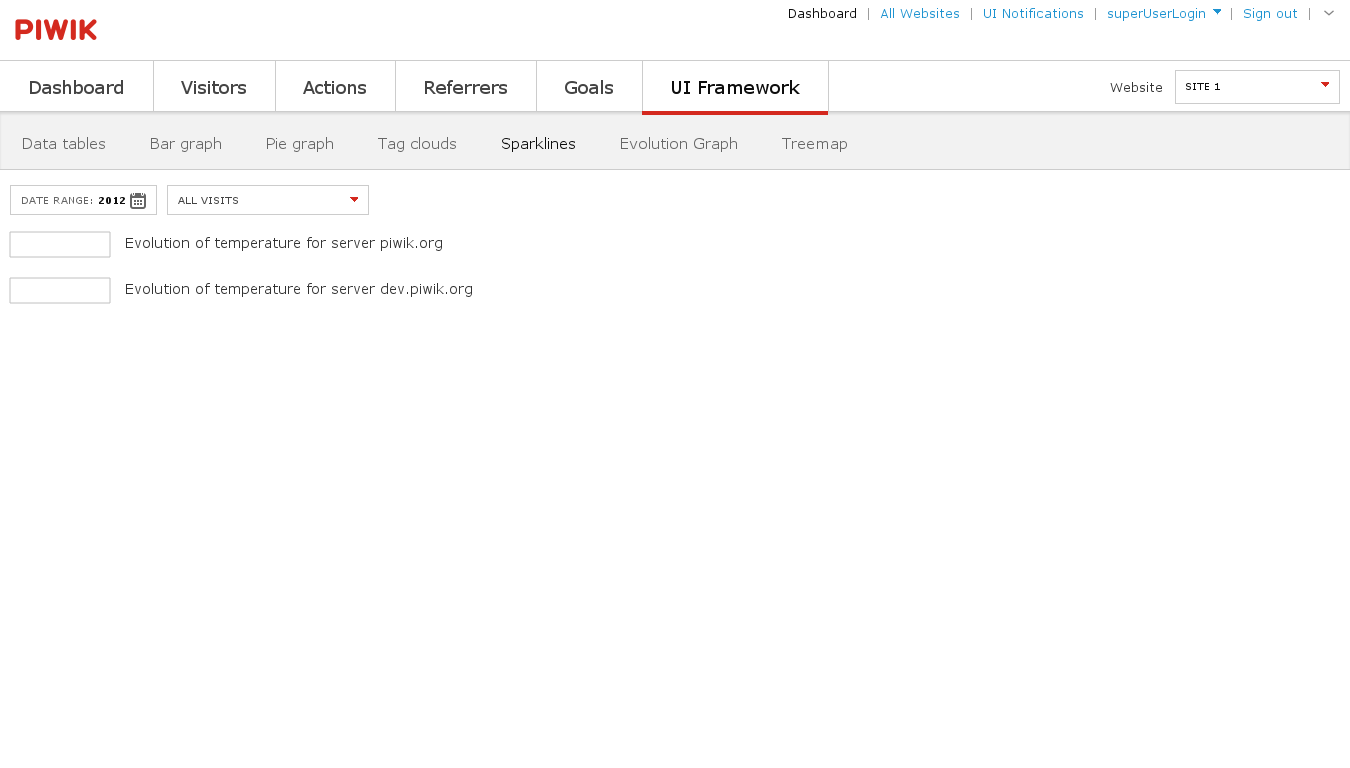 PIWIK
Dashboard | All Websites | UI Notifications | superUserLogin | Sign out |
Dashboard Visitors Actions Referrers Goals UI Framework Website SITE 1
Data tables Bar graph Pie graph Tag clouds Sparklines Evolution Graph Treemap
DATE RANGE: 2012 ALL VISITS
Evolution of temperature for server piwik.org
Evolution of temperature for server dev.piwik.org